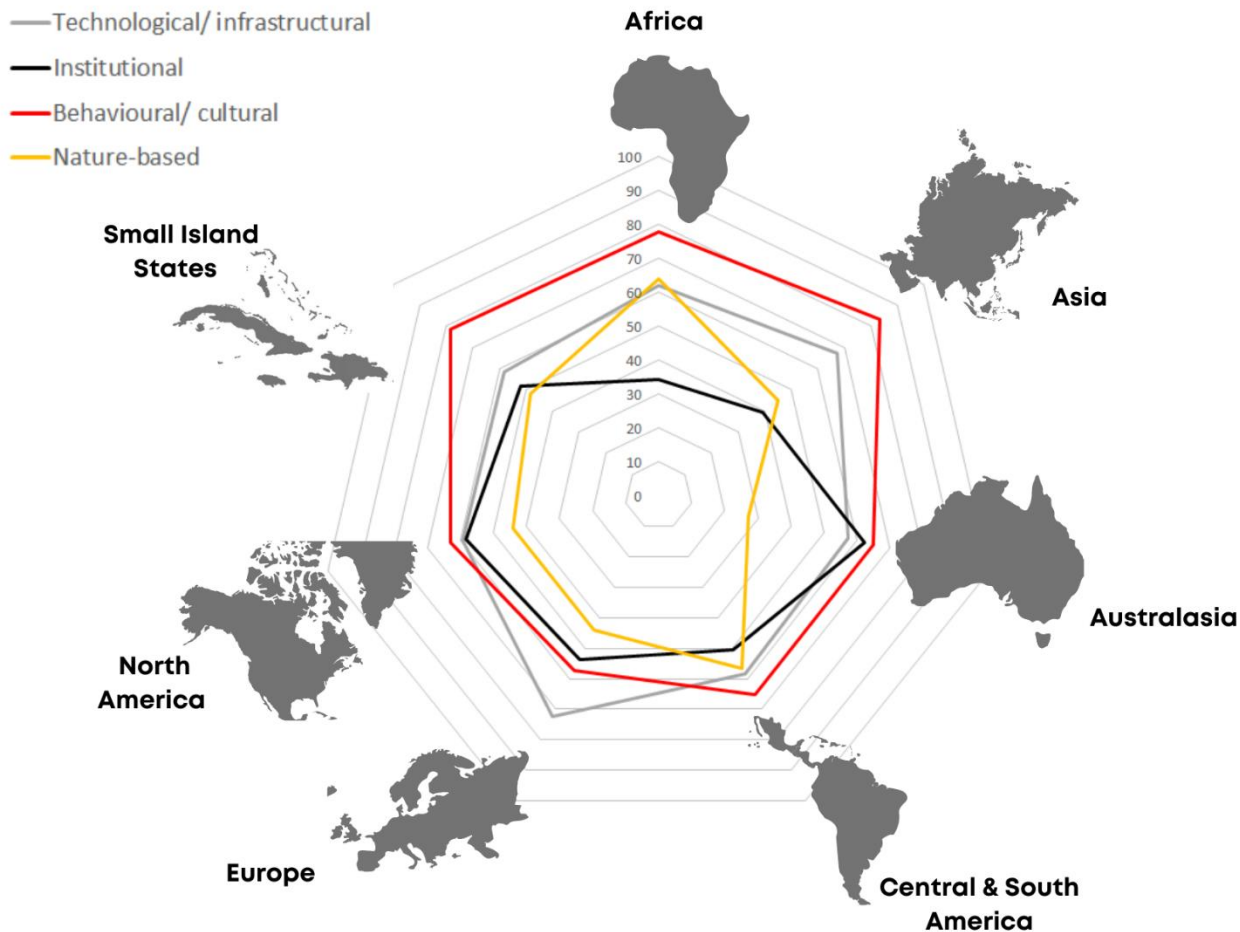 Technological/ infrastructural
Institutional
Behavioural/ cultural
Nature-based
Africa
Asia
Australasia
Central & South
America
Europe
North
America
Small Island
States
100
90
80
70
60
50
40
30
20
10
0